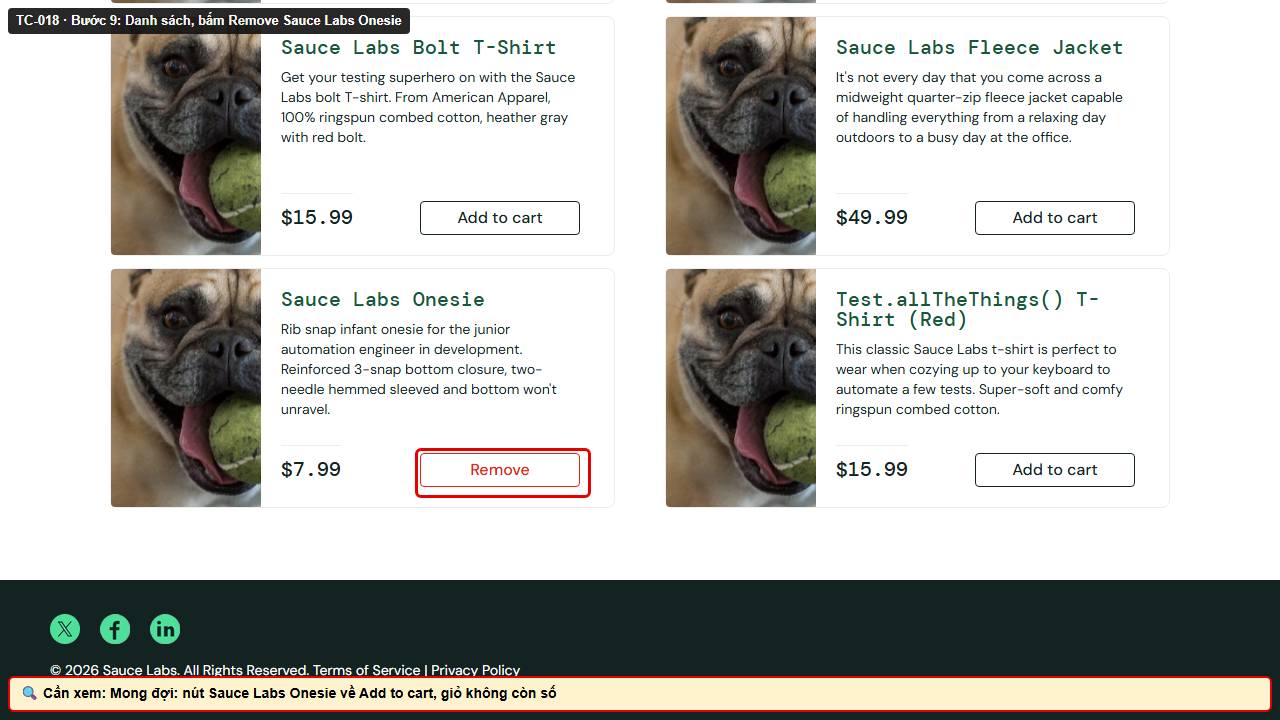 TC-018 · Bước 9: Danh sách, bấm Remove Sauce Labs Onesie
Sauce Labs Bolt T-Shirt
Get your testing superhero on with the Sauce
Labs bolt T-shirt. From American Apparel,
100% ringspun combed cotton, heather gray
with red bolt.
$15.99
Add to cart
Sauce Labs Fleece Jacket
It's not every day that you come across a
midweight quarter-zip fleece jacket capable
of handling everything from a relaxing day
outdoors to a busy day at the office.
$49.99
Add to cart
Sauce Labs Onesie
Rib snap infant onesie for the junior
automation engineer in development.
Reinforced 3-snap bottom closure, two-
needle hemmed sleeved and bottom won't
unravel.
$7.99
Remove
Test.allTheThings() T-
Shirt (Red)
This classic Sauce Labs t-shirt is perfect to
wear when cozying up to your keyboard to
automate a few tests. Super-soft and comfy
ringspun combed cotton.
$15.99
Add to cart
© 2026 Sauce Labs. All Rights Reserved. Terms of Service | Privacy Policy
🔍 Cần xem: Mong đợi: nút Sauce Labs Onesie về Add to cart, giỏ không còn số